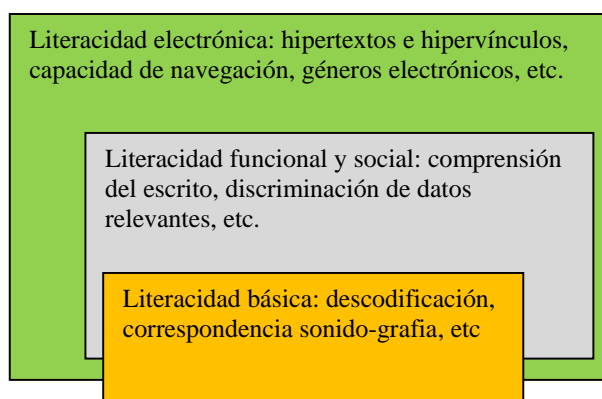 Literacidad electrónica: hipertextos e hipervínculos,
capacidad de navegación, géneros electrónicos, etc.
Literacidad funcional y social: comprensión
del escrito, discriminación de datos
relevantes, etc.
Literacidad básica: descodificación,
correspondencia sonido-grafia, etc